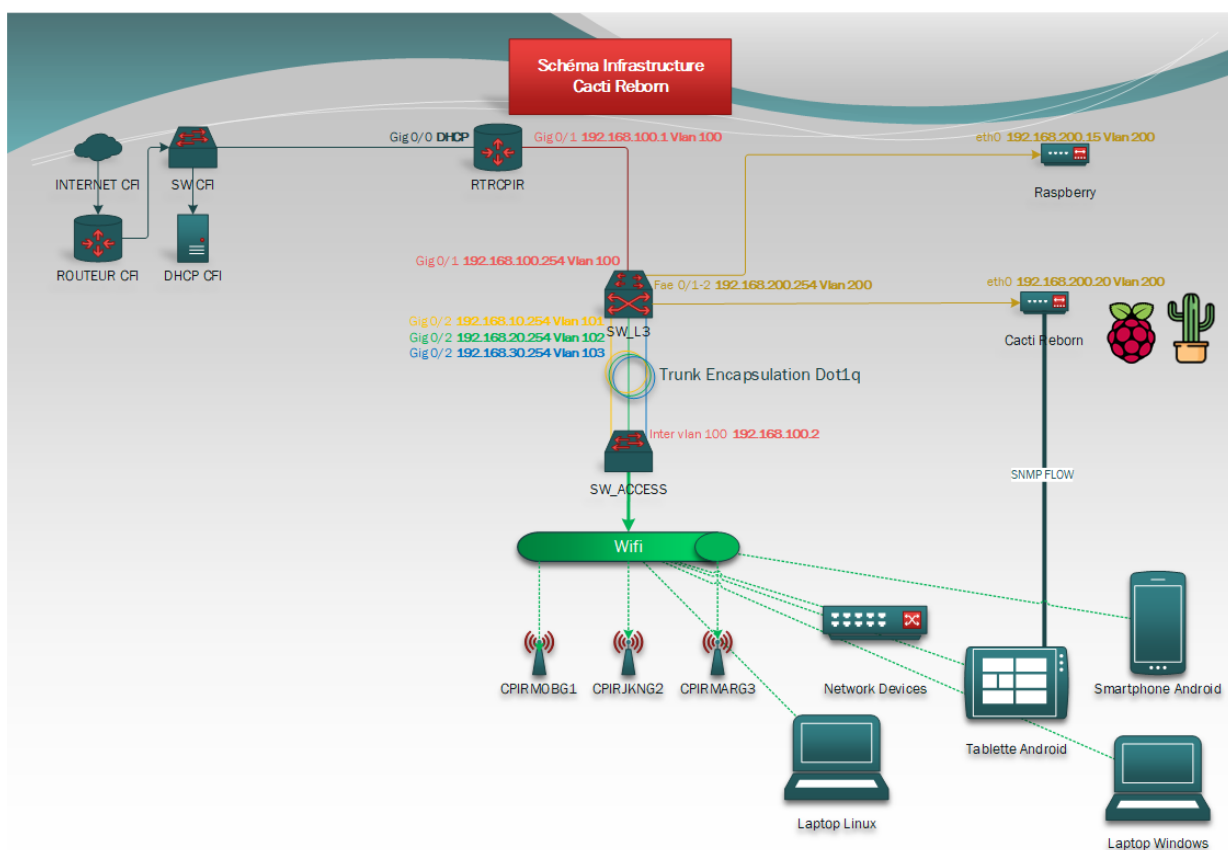 Schéma Infrastructure
Cacti Reborn
Gig 0/0 DHCP
Gig 0/1 192.168.100.1 Vlan 100
eth0 192.168.200.15 Vlan 200
INTERNET CFI
SW CFI
RTRCPIR
Raspberry
ROUTEUR CFI
DHCP CFI
Gig 0/1 192.168.100.254 Vlan 100
Fae 0/1-2 192.168.200.254 Vlan 200
eth0 192.168.200.20 Vlan 200
Gig 0/2 192.168.10.254 Vlan 101
SW_L3
Gig 0/2 192.168.20.254 Vlan 102
Gig 0/2 192.168.30.254 Vlan 103
Cacti Reborn
Trunk Encapsulation Dot1q
Inter vlan 100 192.168.100.2
SW_ACCESS
SNMP FLOW
Wifi
CPIRMOBG1
CPIRJKNG2
CPIRMARG3
Network Devices
Smartphone Android
Tablette Android
Laptop Linux
Laptop Windows